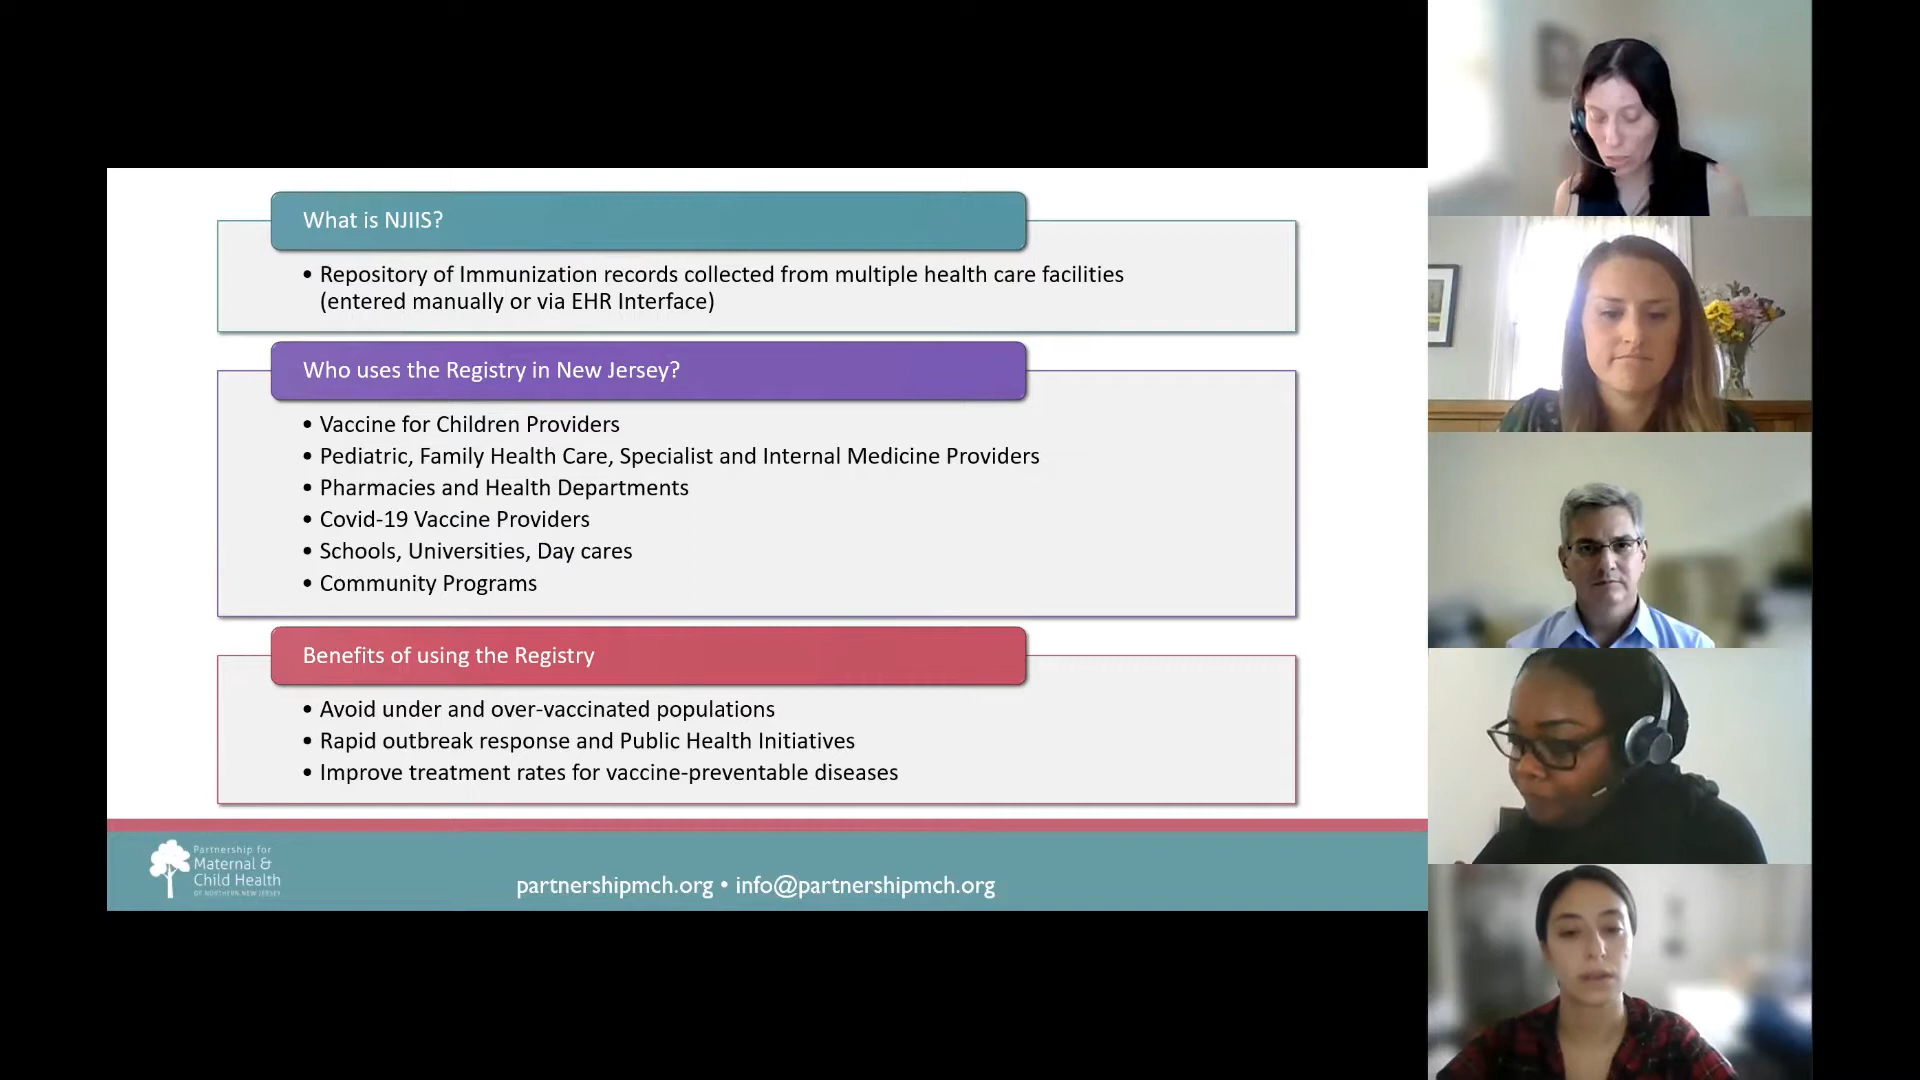 What is NJIIS?
• Repository of Immunization records collected from multiple health care facilities
(entered manually or via EHR Interface)
Who uses the Registry in New Jersey?
• Vaccine for Children Providers
• Pediatric, Family Health Care, Specialist and Internal Medicine Providers
• Pharmacies and Health Departments
• Covid-19 Vaccine Providers
• Schools, Universities, Day cares
• Community Programs
Benefits of using the Registry
• Avoid under and over-vaccinated populations
• Rapid outbreak response and Public Health Initiatives
• Improve treatment rates for vaccine-preventable diseases
Partnership for
Maternal &
Child Health
OF NORTHERN NEW JERSEY
partnershipmch.org • info@partnershipmch.org